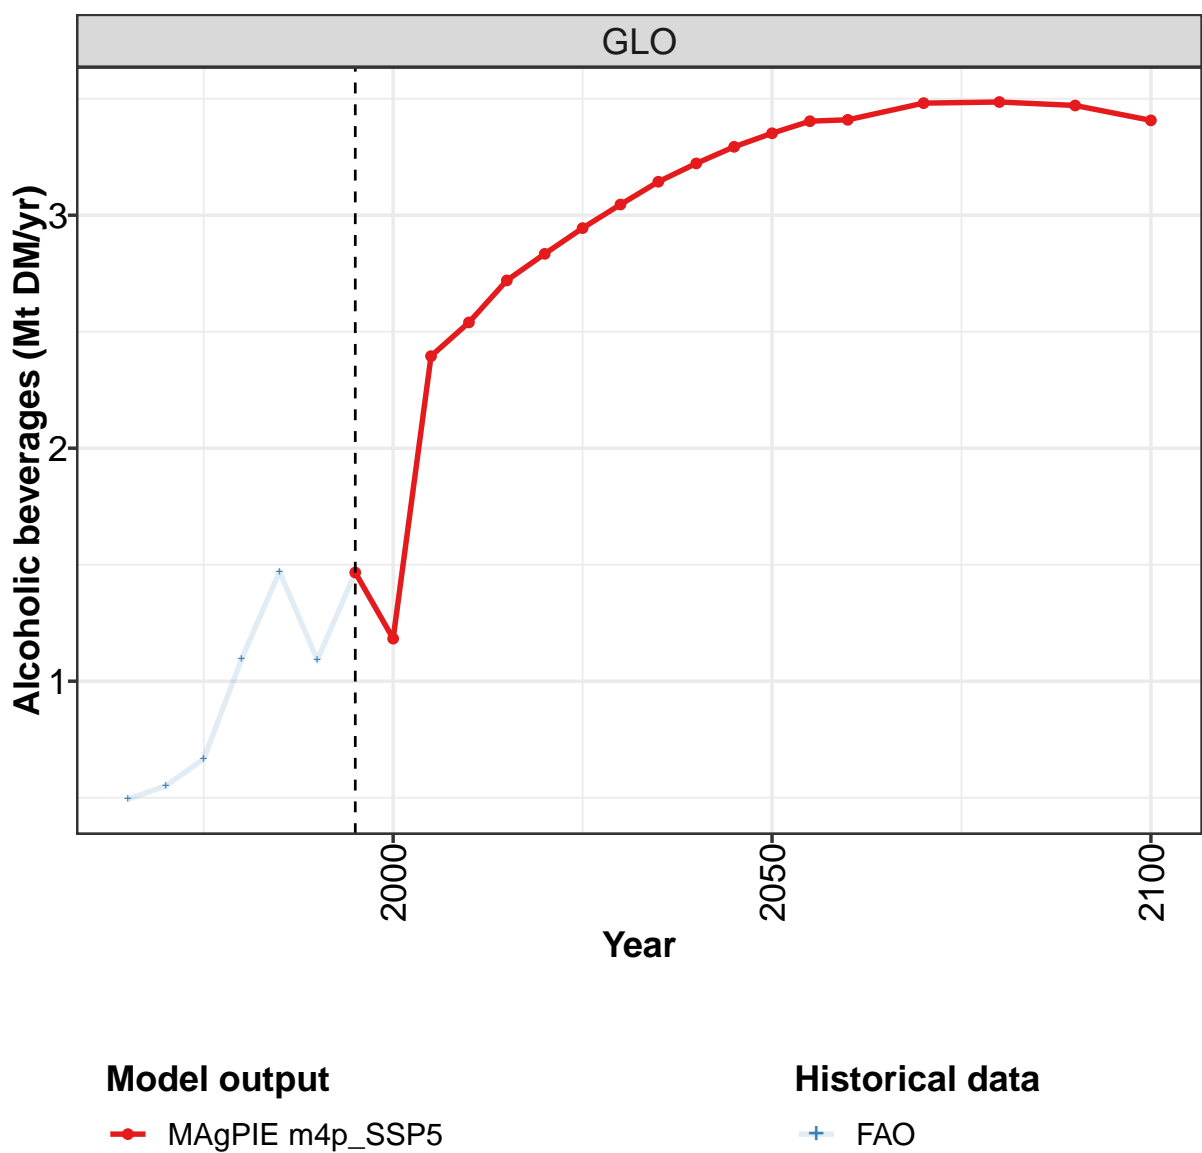 GLO
Alcoholic beverages (Mt DM/yr)
3
2
1
2000
2050
2100
Year
Model output
MAgPIE m4p_SSP5
Historical data
FAO